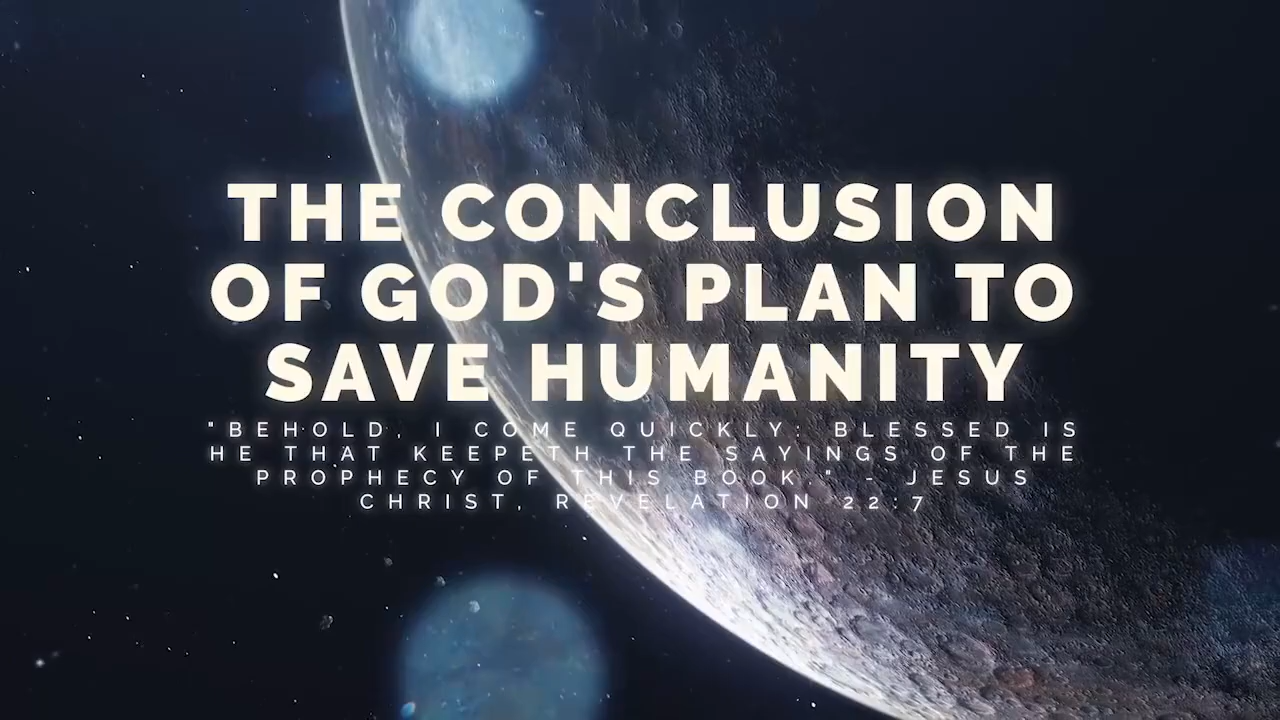 THE CONCLUSION
OF GOD'S PLAN TO
SAVE HUMANITY
"BEHOLD, I COME QUICKLY: BLESSED IS
HE THAT KEEPETH THE SAYINGS OF THE
PROPHECY OF THIS BOOK." - JESUS
CHRIST, REVELATION 22:7